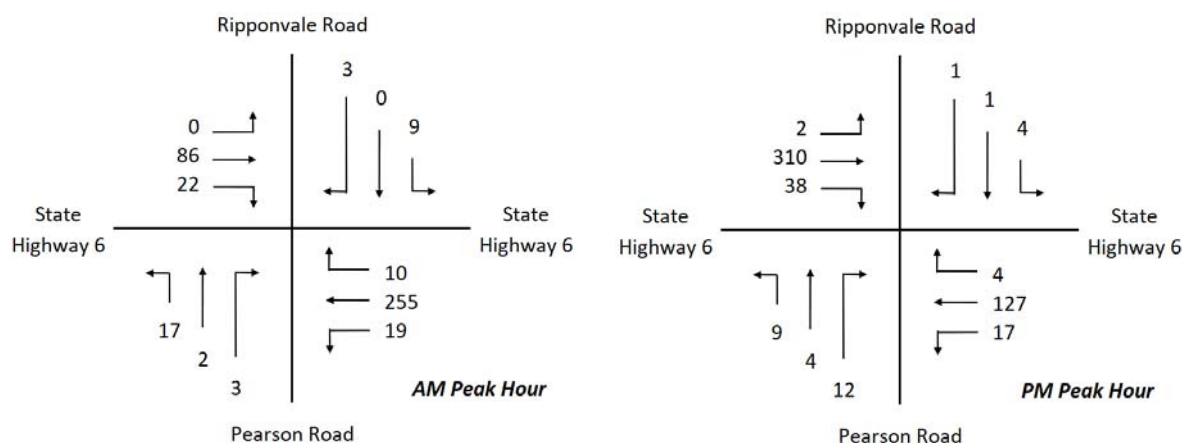 Ripponvale Road
3
0
9
0
86
22
State
Highway 6
State
Highway 6
10
255
19
17
2
3
AM Peak Hour
Pearson Road
Ripponvale Road
1
1
4
2
310
38
State
Highway 6
State
Highway 6
4
127
17
9
4
12
PM Peak Hour
Pearson Road